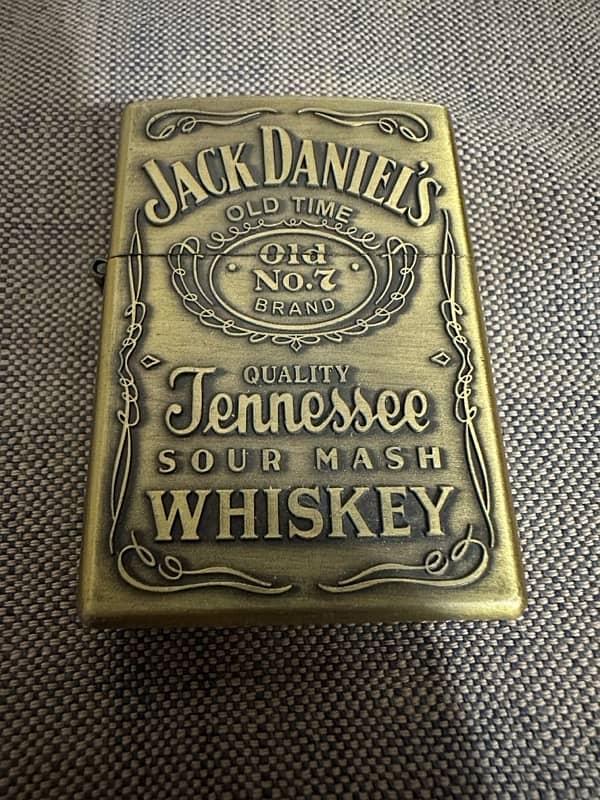 JACK DANIEL'S
OLD TIME
Old
No.7
BRAND
QUALITY
Tennessee
SOUR MASH
WHISKEY